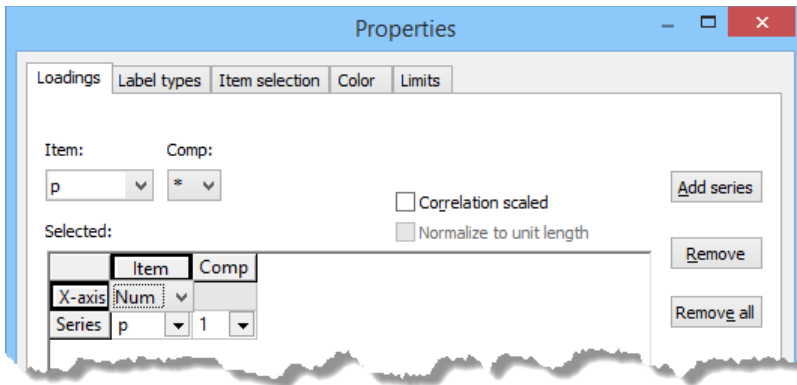 Properties
Loadings Label types Item selection Color Limits
Item: Comp:
p *
Add series
Correlation scaled
Selected: Normalize to unit length
Remove
Item Comp
X-axis Num
Remove all
Series p 1